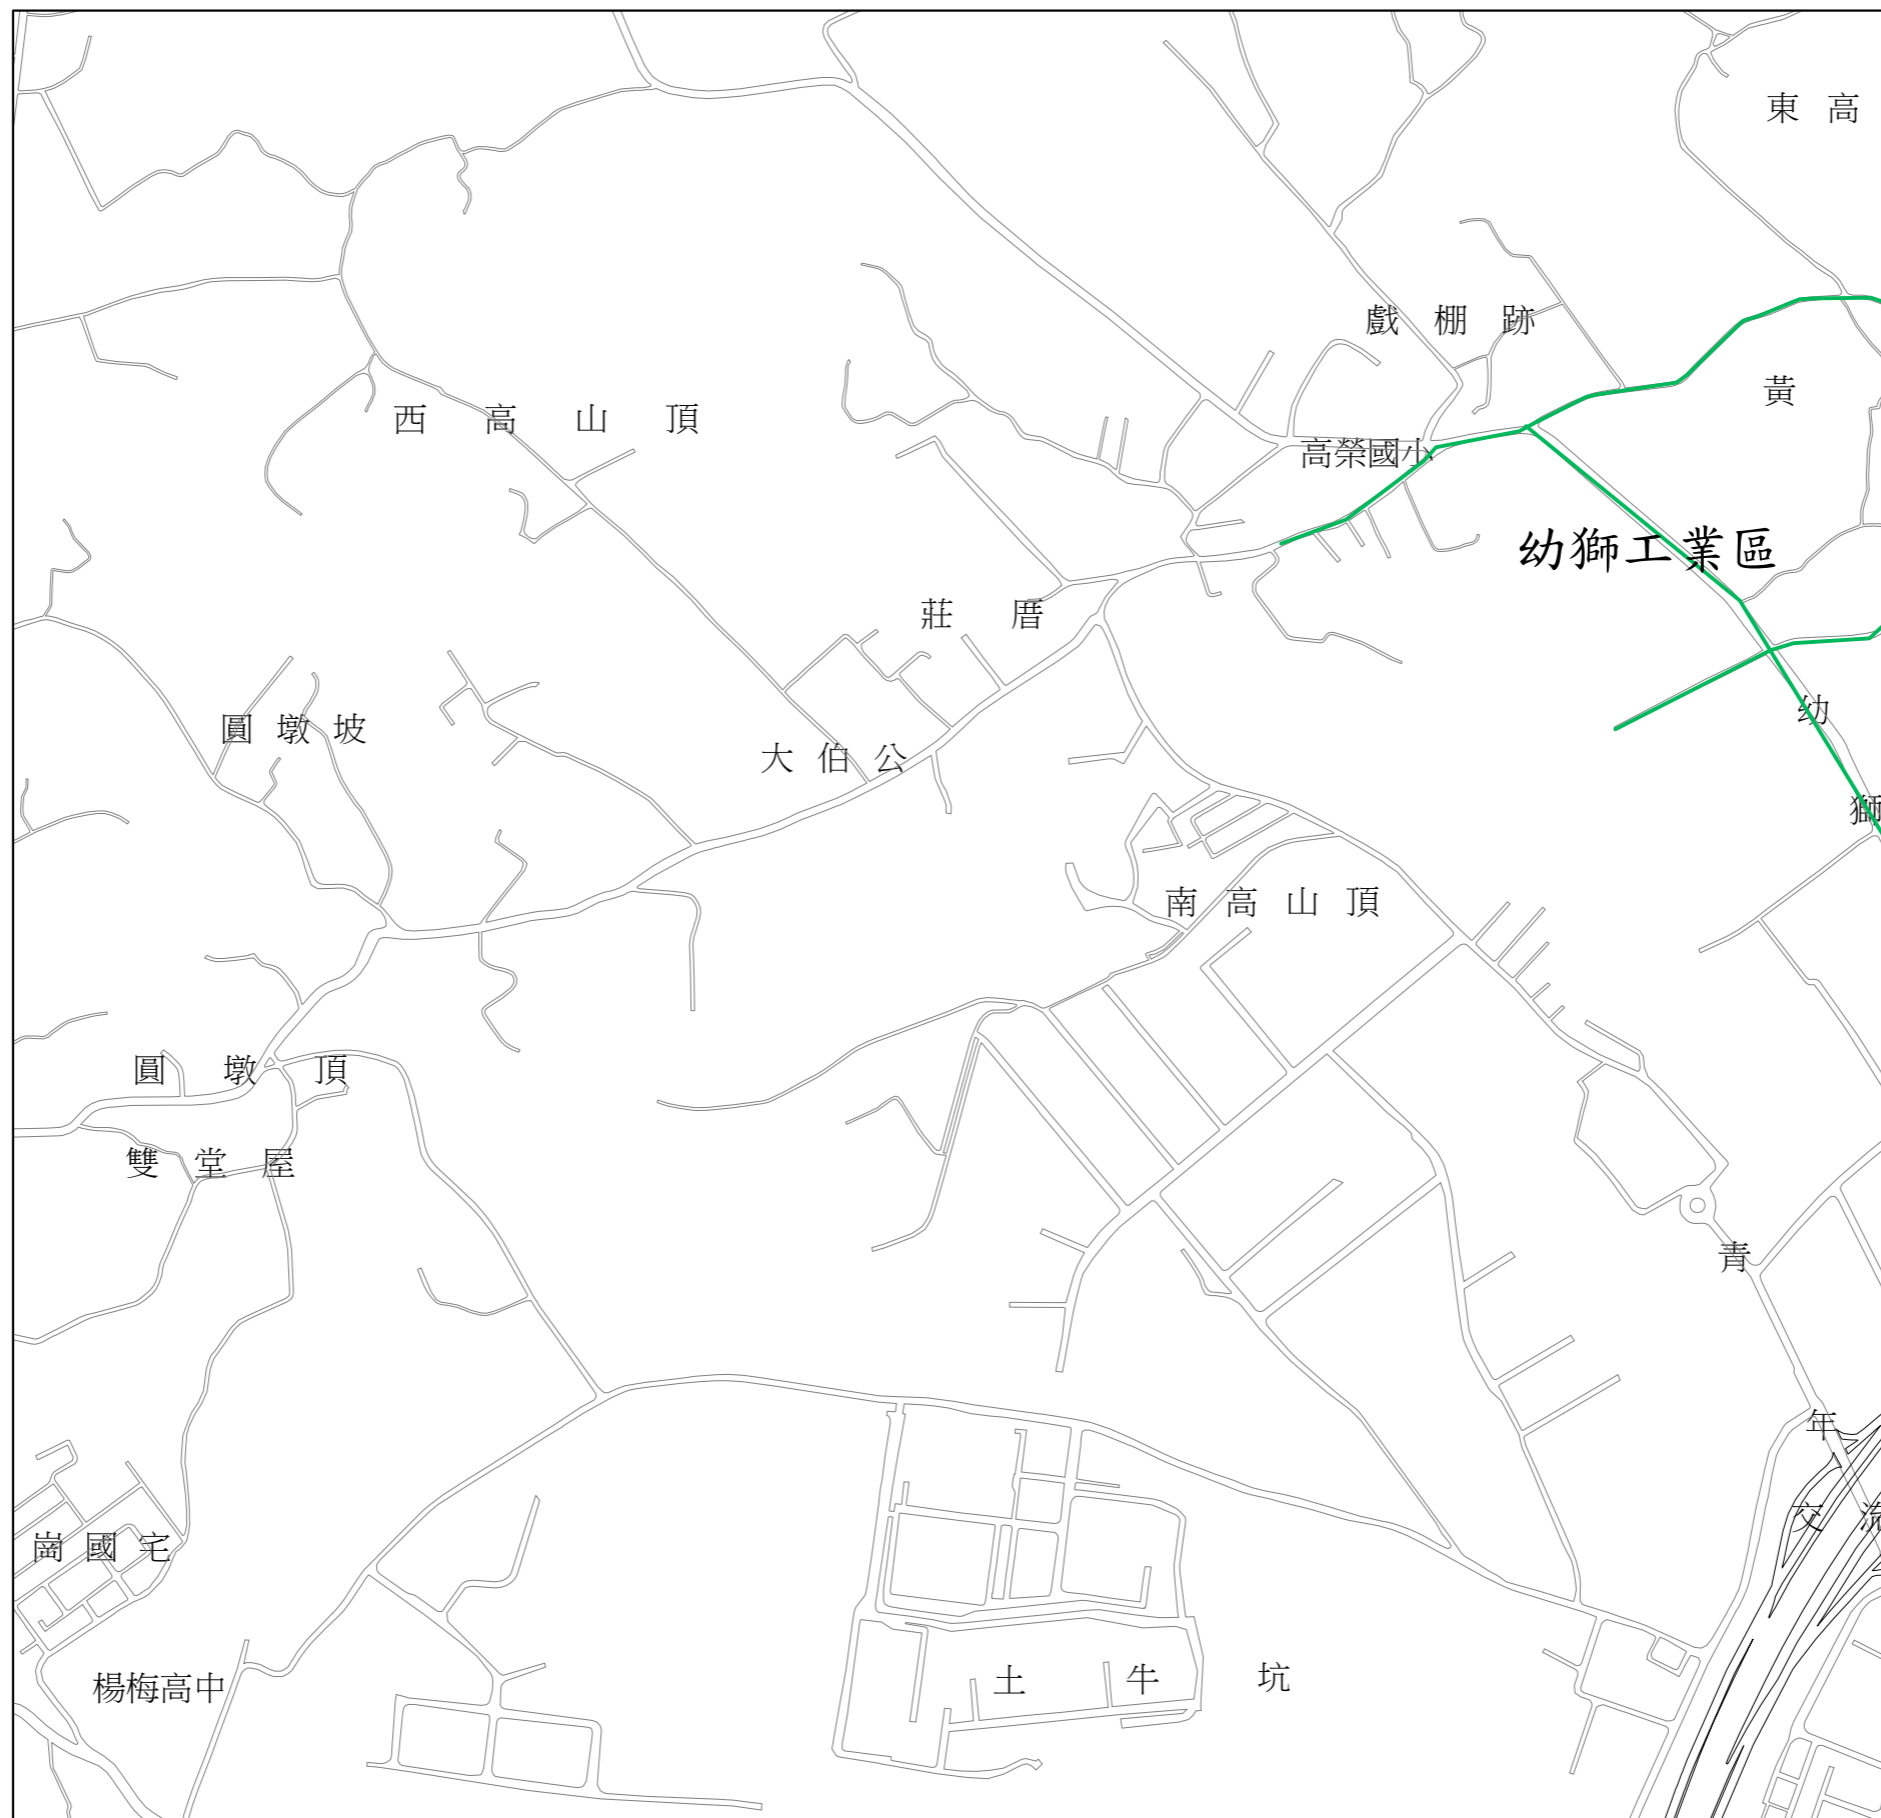 東高
戲棚跡
黃
西高山頂
高榮國小
幼獅工業區
莊厝
幼
圓墩坡
大伯公
獅
南高山頂
圓墩頂
雙堂屋
青
年
交流
崗國宅
土牛坑
楊梅高中